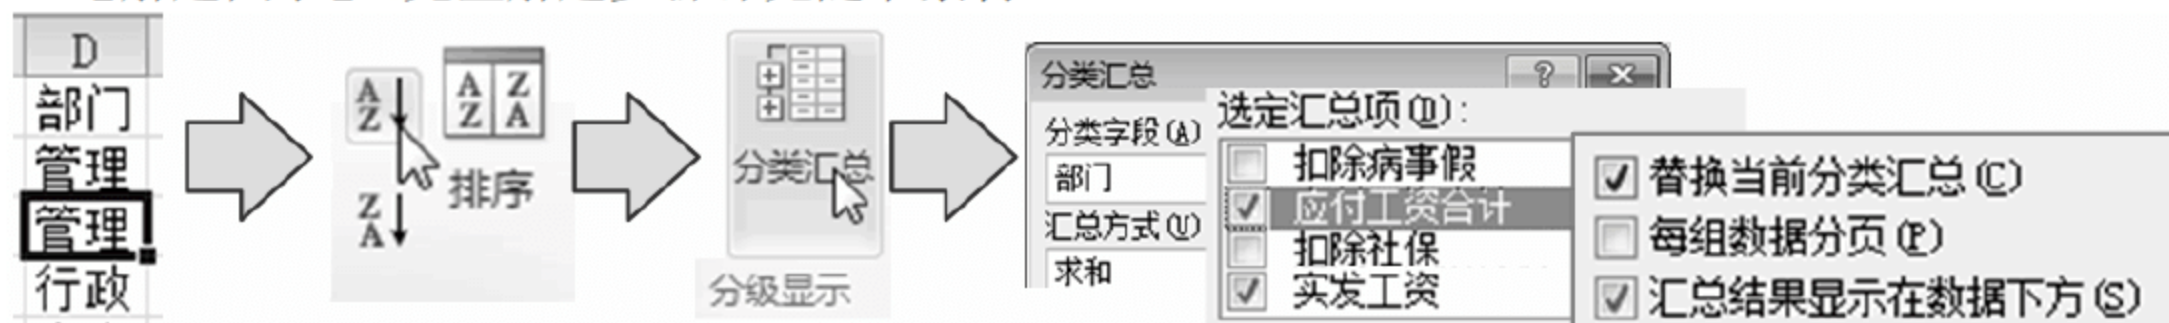 D
部门
管理
管理
行政
A
Z
Z
A
A Z
Z A
排序
分类汇总
分级显示
分类汇总
分类字段(A)
部门
汇总方式(U)
求和
选定汇总项(D):
扣除病事假
应付工资合计
扣除社保
实发工资
替换当前分类汇总(C)
每组数据分页(P)
汇总结果显示在数据下方(S)